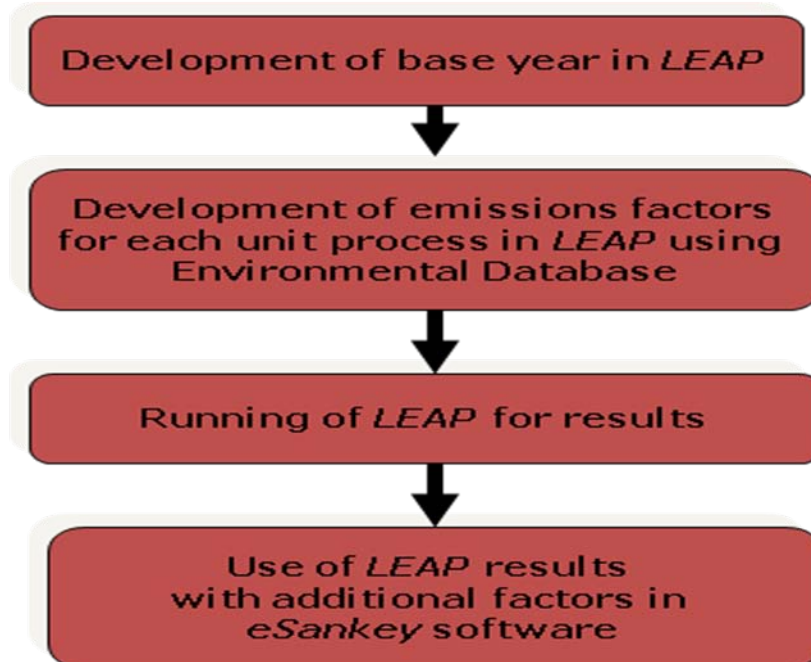 Development of base year in LEAP
Development of emissions factors
for each unit process in LEAP using
Environmental Database
Running of LEAP for results
Use of LEAP results
with additional factors in
eSankey software